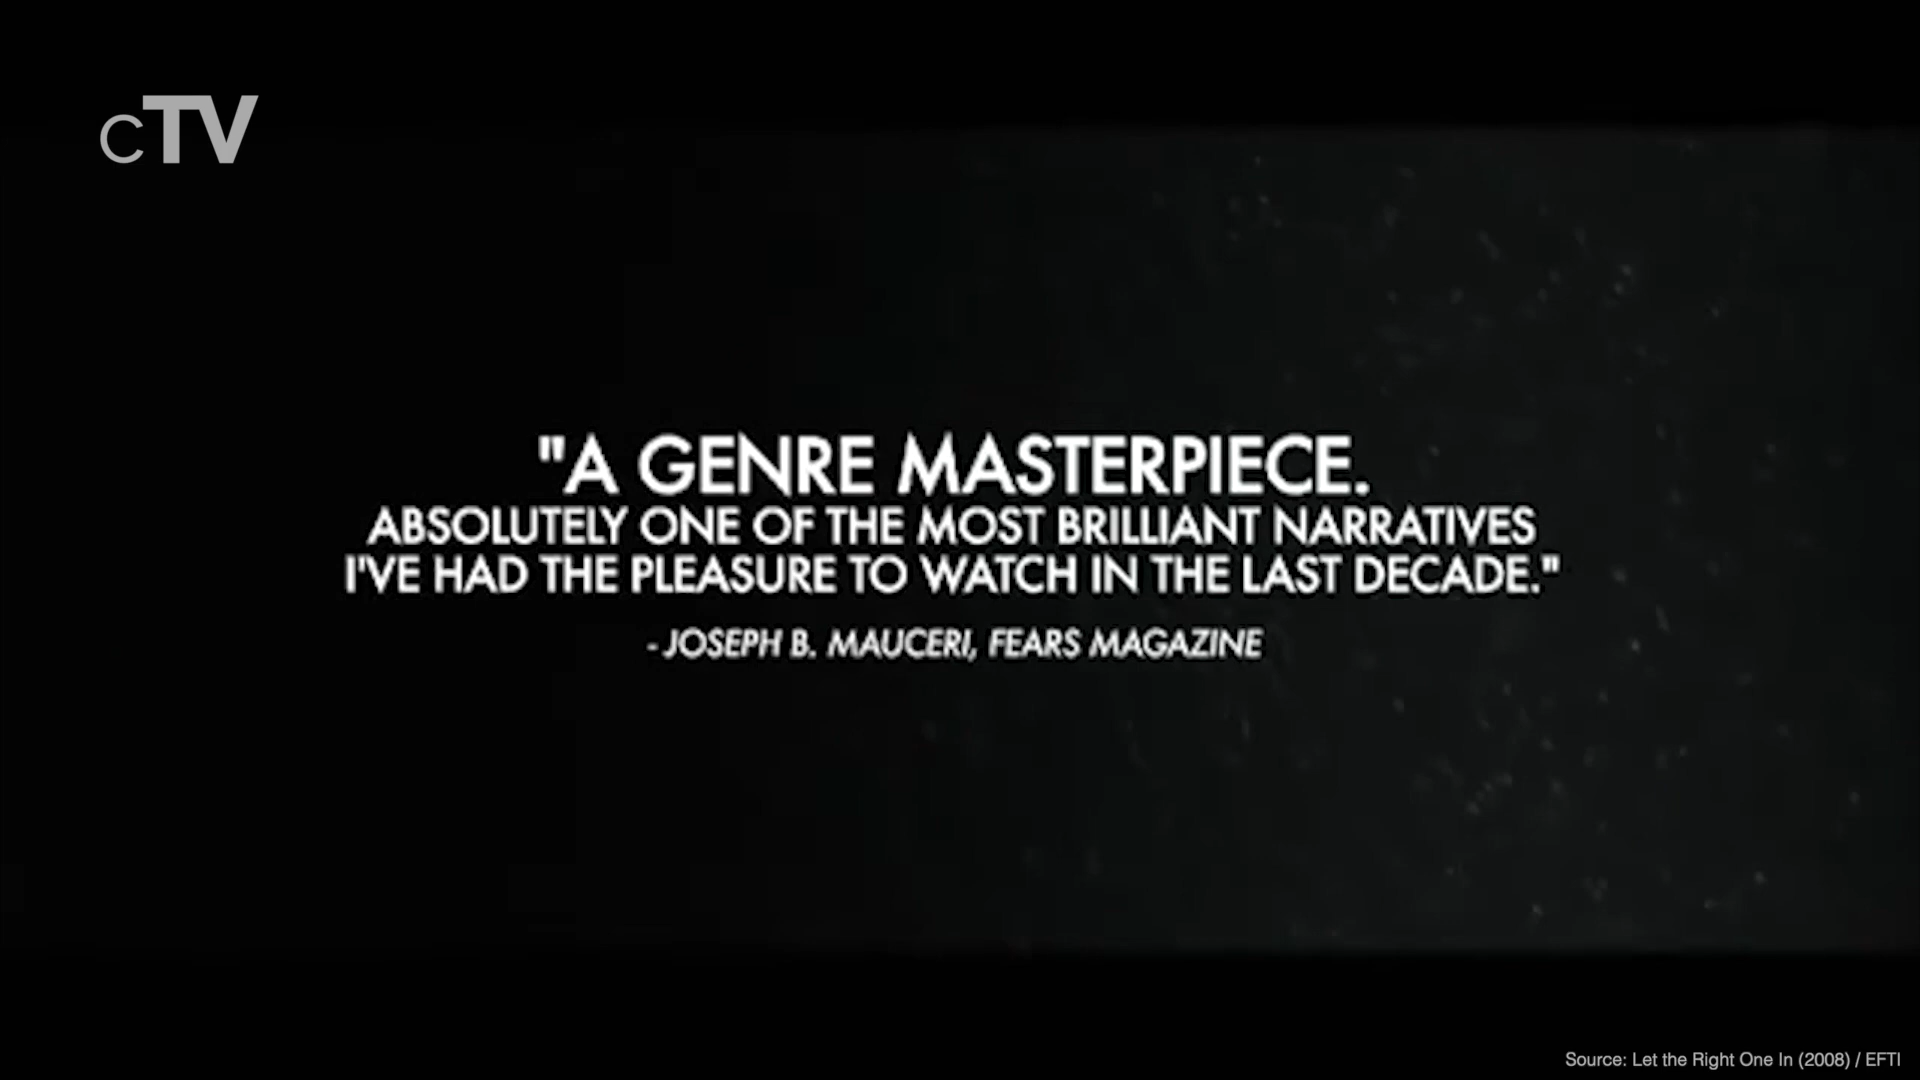 cTV
"A GENRE MASTERPIECE.
ABSOLUTELY ONE OF THE MOST BRILLIANT NARRATIVES
I'VE HAD THE PLEASURE TO WATCH IN THE LAST DECADE."
- JOSEPH B. MAUCERI, FEARS MAGAZINE
Source: Let the Right One In (2008) / EFTI